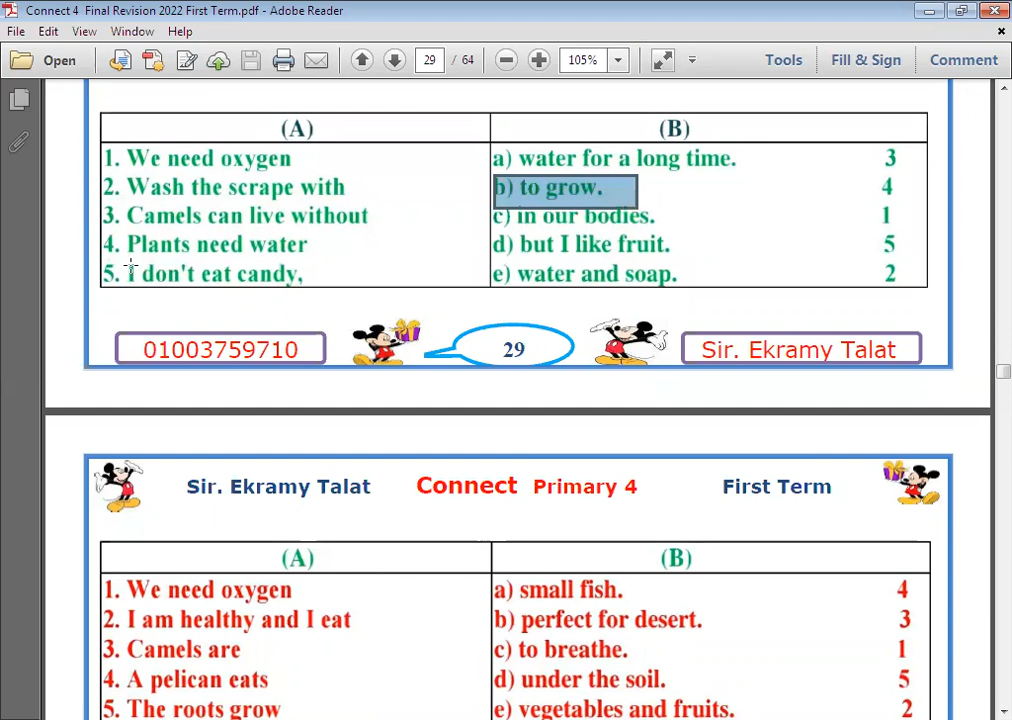 Connect 4 Final Revision 2022 First Term.pdf - Adobe Reader
File Edit View Window Help
Open 29 / 64 105% Tools Fill & Sign Comment
(A) (B)
1. We need oxygen a) water for a long time. 3
2. Wash the scrape with b) to grow. 4
3. Camels can live without c) in our bodies. 1
4. Plants need water d) but I like fruit. 5
5. I don't eat candy, e) water and soap. 2
01003759710 29 Sir. Ekramy Talat
Sir. Ekramy Talat Connect Primary 4 First Term
(A) (B)
1. We need oxygen a) small fish. 4
2. I am healthy and I eat b) perfect for desert. 3
3. Camels are c) to breathe. 1
4. A pelican eats d) under the soil. 5
5. The roots grow e) vegetables and fruits. 2